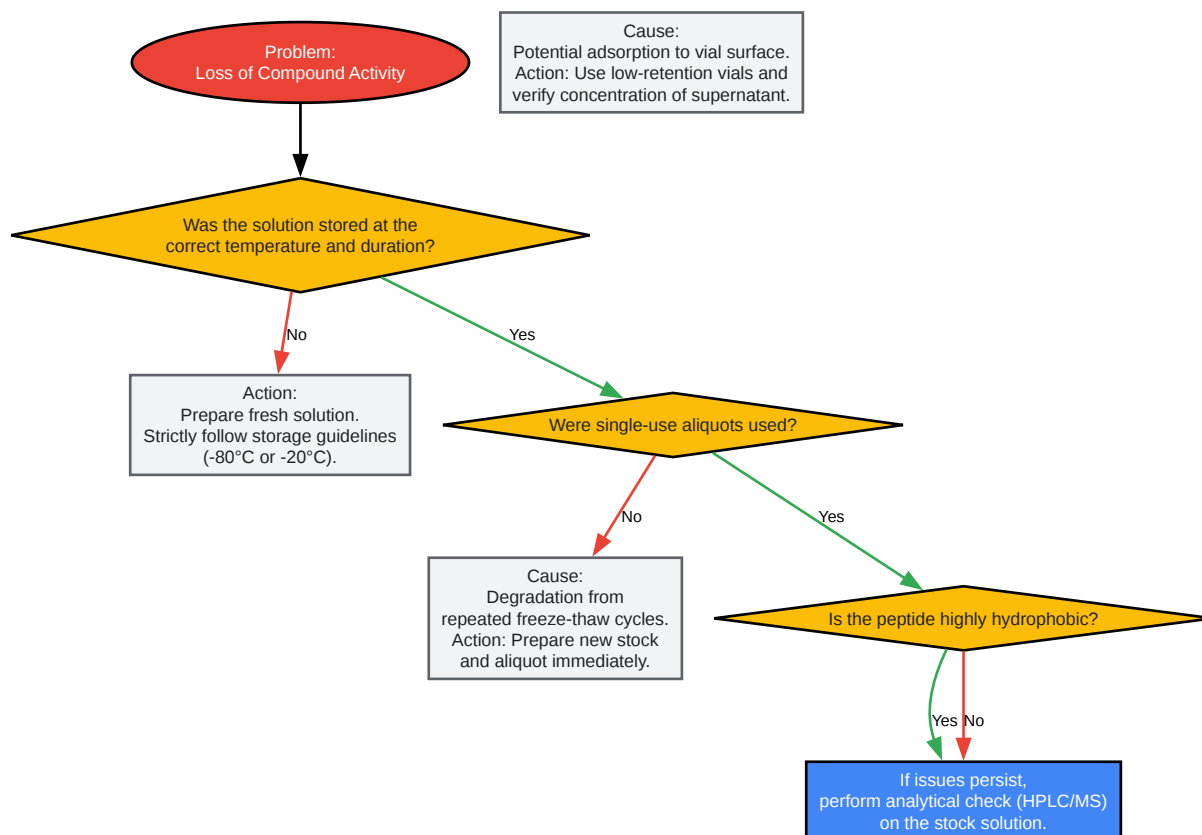 Problem:
Loss of Compound Activity
Cause:
Potential adsorption to vial surface.
Action: Use low-retention vials and
verify concentration of supernatant.
Was the solution stored at the
correct temperature and duration?
No
Yes
Action:
Prepare fresh solution.
Strictly follow storage guidelines
(-80°C or -20°C).
Were single-use aliquots used?
No
Yes
Cause:
Degradation from
repeated freeze-thaw cycles.
Action: Prepare new stock
and aliquot immediately.
Is the peptide highly hydrophobic?
Yes
No
If issues persist,
perform analytical check (HPLC/MS)
on the stock solution.